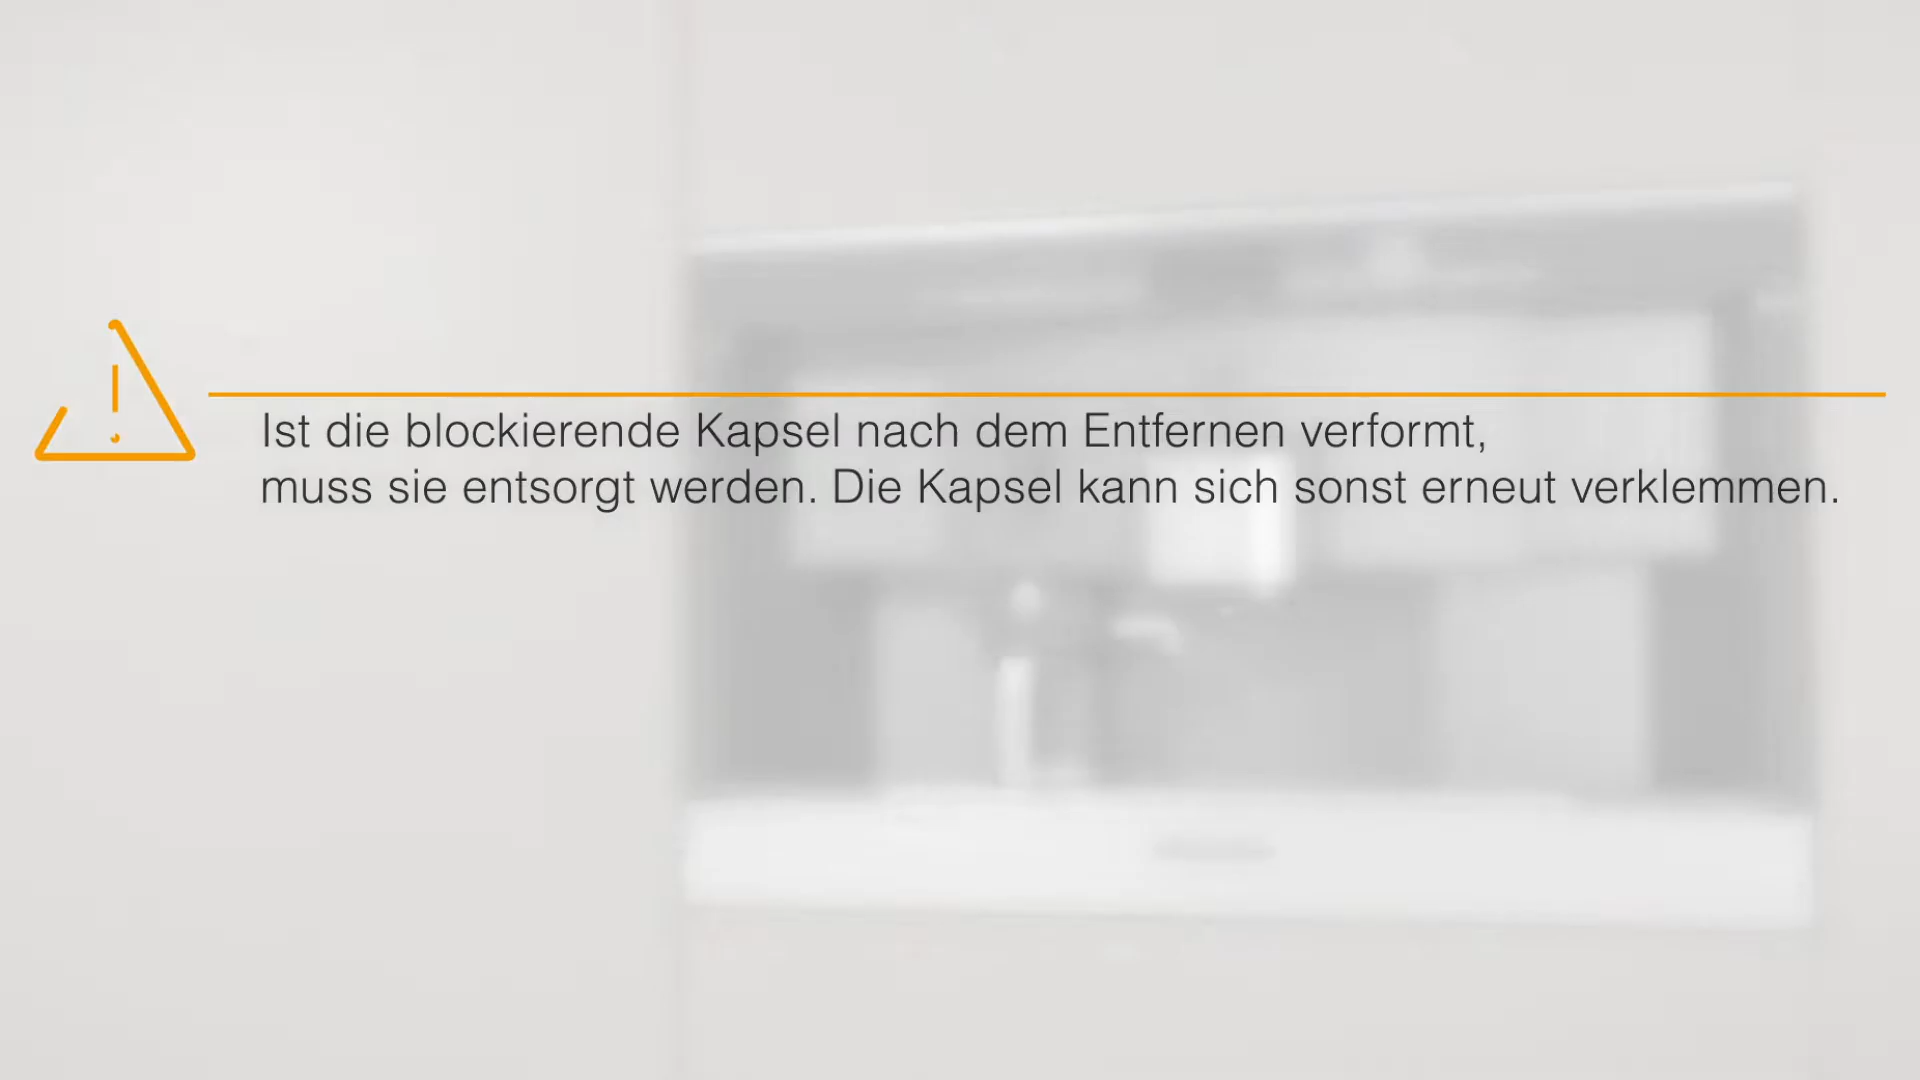 Ist die blockierende Kapsel nach dem Entfernen verformt,
muss sie entsorgt werden. Die Kapsel kann sich sonst erneut verklemmen.